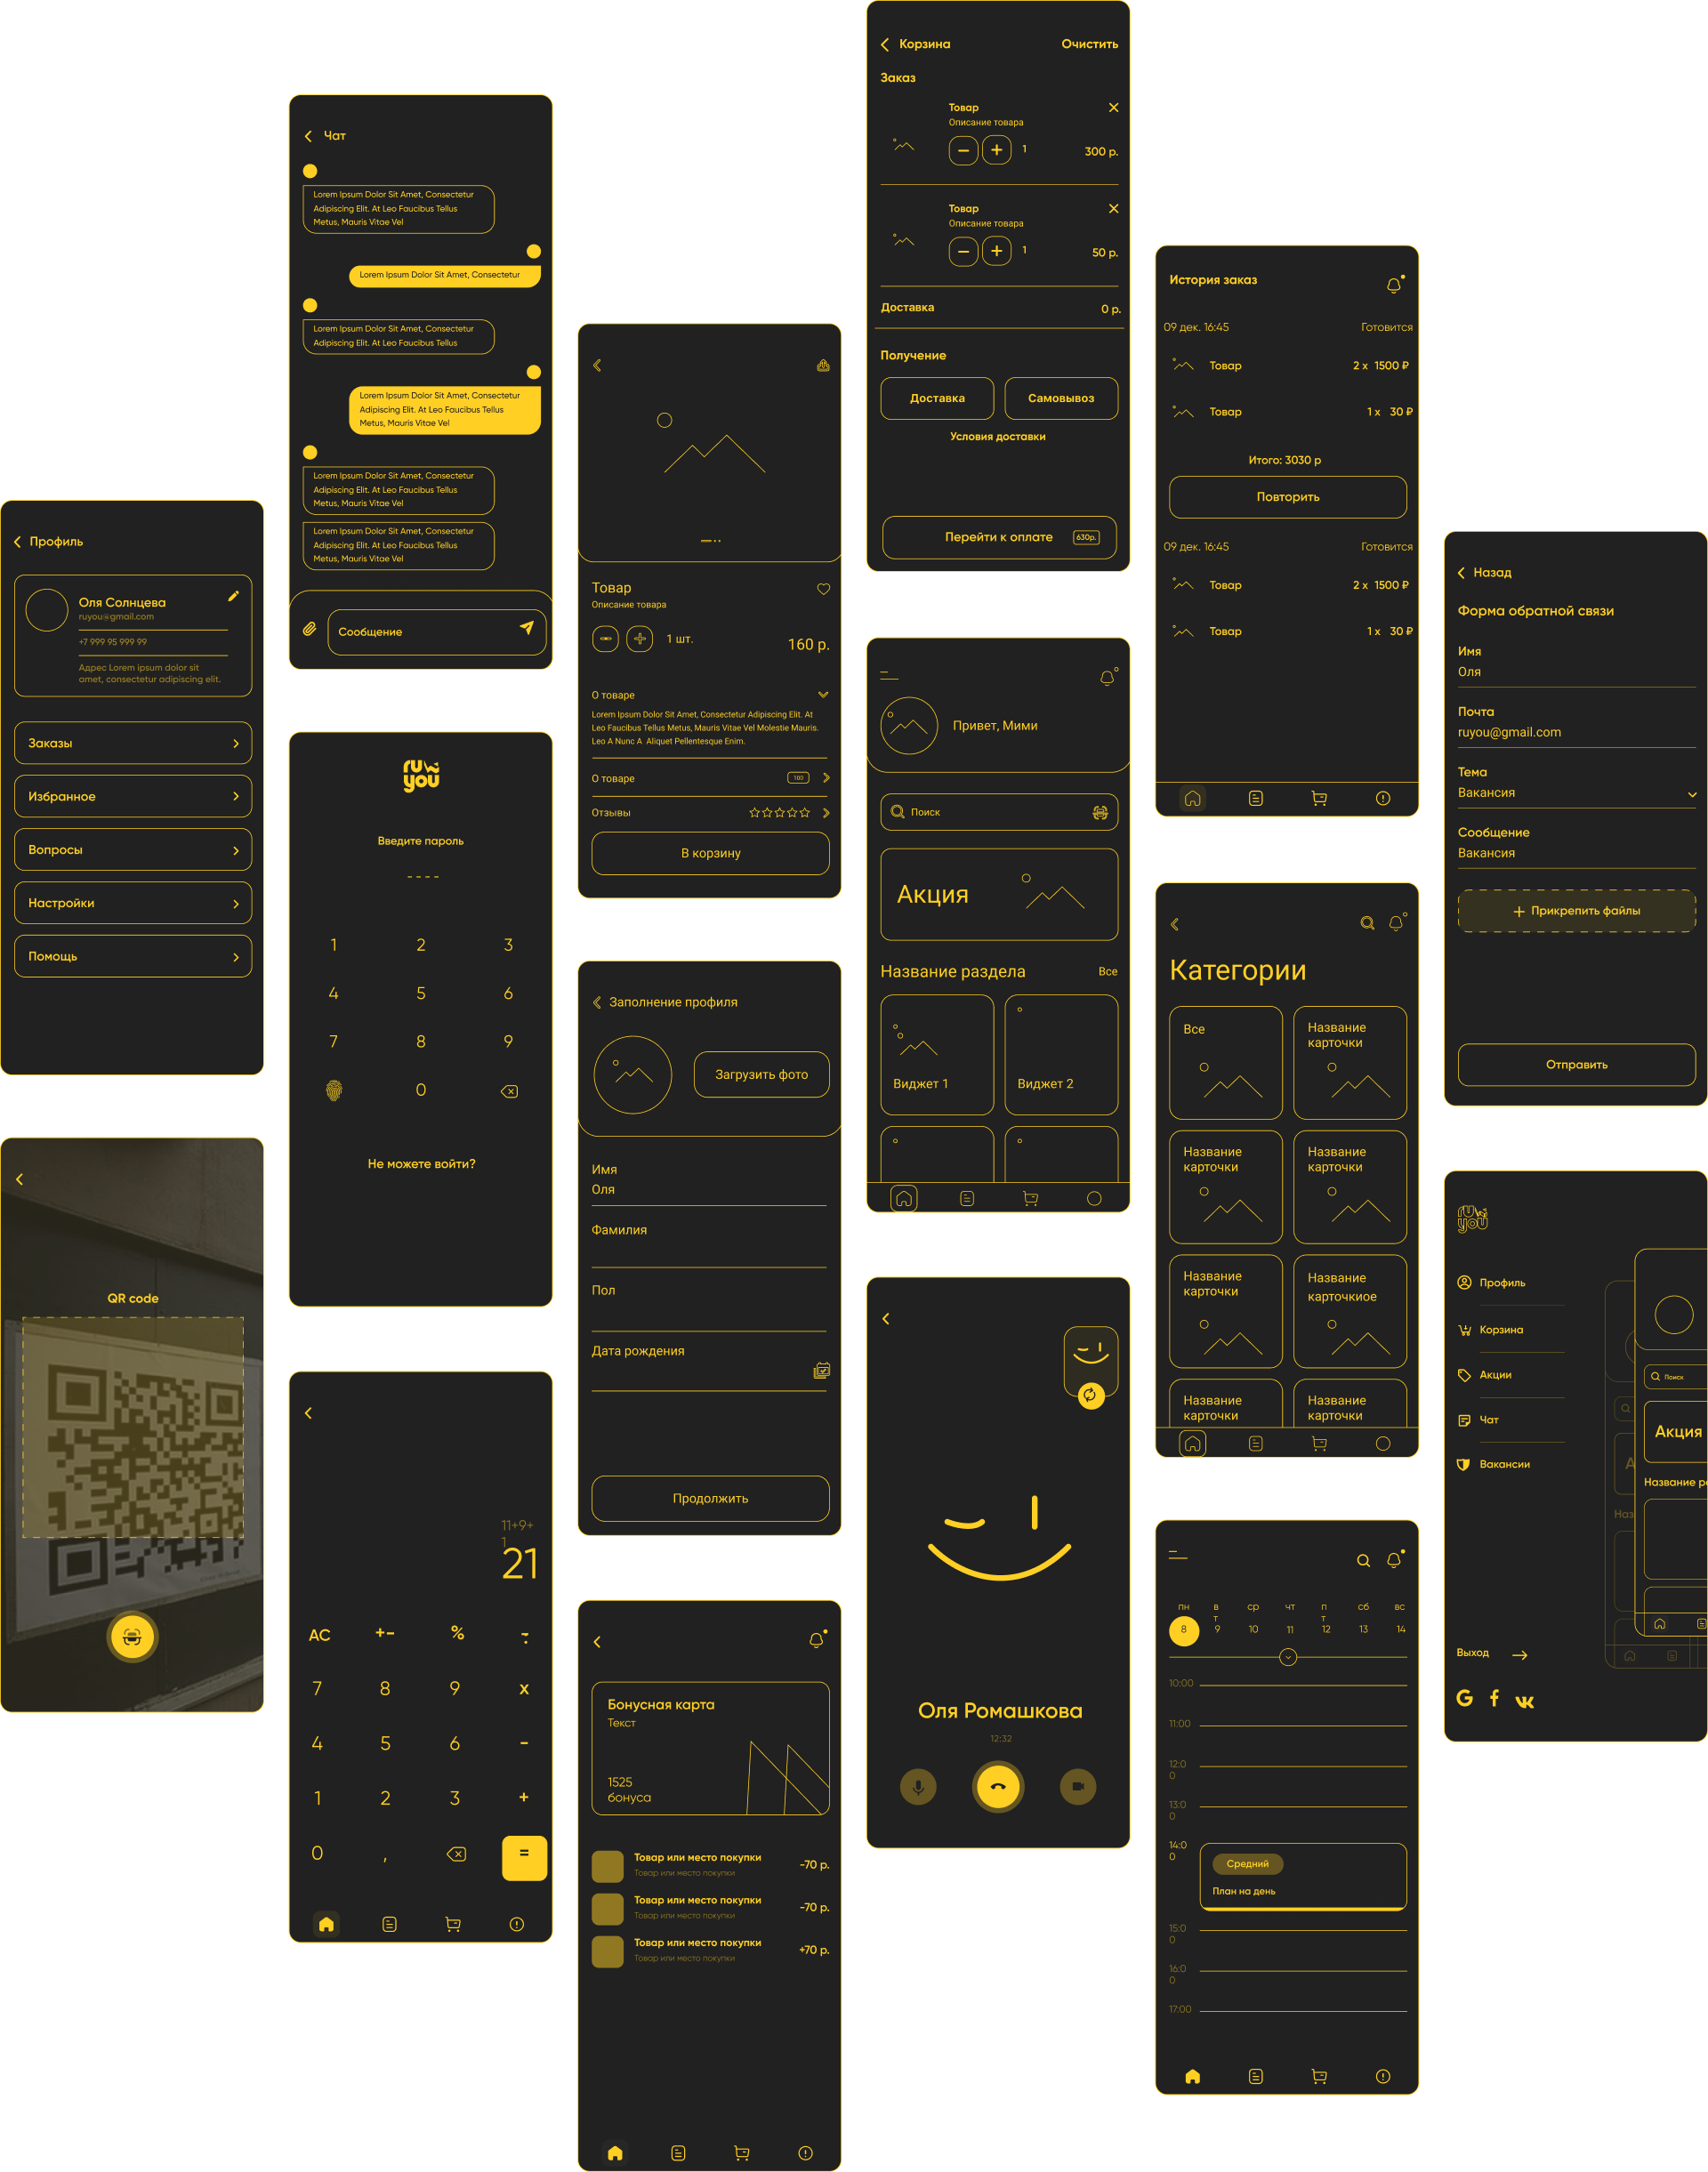 Профиль
Оля Солнцева
ruyou@gmail.com
+7 999 95 999 99
Адрес Lorem ipsum dolor sit
amet, consectetur adipiscing elit.
Заказы
Избранное
Вопросы
Настройки
Помощь
QR code
Чат
Lorem Ipsum Dolor Sit Amet, Consectetur
Adipiscing Elit. At Leo Faucibus Tellus
Metus, Mauris Vitae Vel
Lorem Ipsum Dolor Sit Amet, Consectetur
Lorem Ipsum Dolor Sit Amet, Consectetur
Adipiscing Elit. At Leo Faucibus Tellus
Lorem Ipsum Dolor Sit Amet, Consectetur
Adipiscing Elit. At Leo Faucibus Tellus
Metus, Mauris Vitae Vel
Lorem Ipsum Dolor Sit Amet, Consectetur
Adipiscing Elit. At Leo Faucibus Tellus
Metus, Mauris Vitae Vel
Lorem Ipsum Dolor Sit Amet, Consectetur
Adipiscing Elit. At Leo Faucibus Tellus
Metus, Mauris Vitae Vel
Сообщение
ru
you
Введите пароль
1 2 3
4 5 6
7 8 9
0
Не можете войти?
11+9+
1
21
AC +- %
7 8 9 x
4 5 6 -
1 2 3 +
0 , =
Товар
Описание товара
1 шт.
160 р.
О товаре
Lorem Ipsum Dolor Sit Amet, Consectetur Adipiscing Elit. At
Leo Faucibus Tellus Metus, Mauris Vitae Vel Molestie Mauris.
Leo A Nunc A Aliquet Pellentesque Enim.
О товаре
Отзывы
В корзину
Заполнение профиля
Загрузить фото
Имя
Оля
Фамилия
Пол
Дата рождения
Продолжить
Бонусная карта
Текст
1525
бонуса
Товар или место покупки
Товар или место покупки
-70 р.
Товар или место покупки
Товар или место покупки
-70 р.
Товар или место покупки
Товар или место покупки
+70 р.
Корзина
Очистить
Заказ
Товар
Описание товара
1
300 р.
Товар
Описание товара
1
50 р.
Доставка
0 р.
Получение
Доставка
Самовывоз
Условия доставки
Перейти к оплате
630р.
Привет, Мими
Поиск
Акция
Название раздела
Все
Виджет 1
Виджет 2
Оля Ромашкова
12:32
История заказ
09 дек. 16:45
Готовится
Товар
2 x 1500 ₽
Товар
1 x 30 ₽
Итого: 3030 р
Повторить
09 дек. 16:45
Готовится
Товар
2 x 1500 ₽
Товар
1 x 30 ₽
Категории
Все
Название
карточки
Название
карточки
Название
карточки
Название
карточки
Название
карточкиое
Название
карточки
Название
карточки
пн в ср чт п сб вс
т т
8 9 10 11 12 13 14
10:00
11:00
12:0
0
13:0
0
14:0
0
Средний
План на день
15:0
0
16:0
0
17:00
Назад
Форма обратной связи
Имя
Оля
Почта
ruyou@gmail.com
Тема
Вакансия
Сообщение
Вакансия
Прикрепить файлы
Отправить
ru
you
Профиль
Корзина
Акции
Чат
Вакансии
Поиск
Акция
Название р
А
Наз
Выход